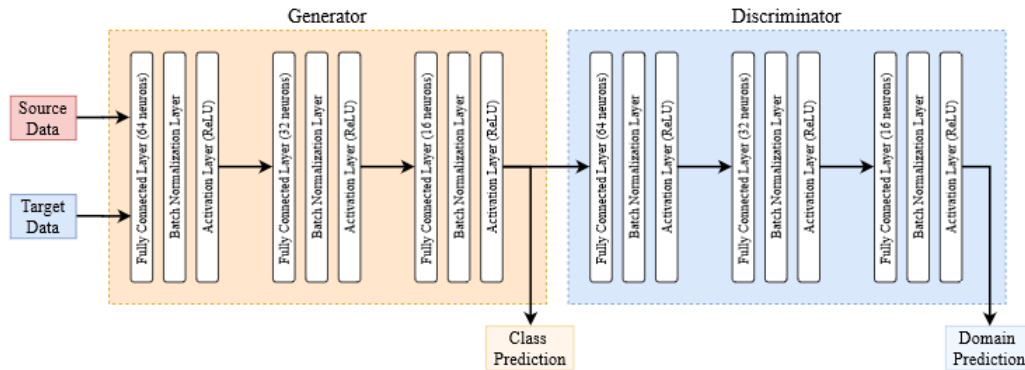 Generator
Discriminator
Source
Data
Target
Data
Fully Connected Layer (64 neurons)
Batch Normalization Layer
Activation Layer (ReLU)
Fully Connected Layer (32 neurons)
Batch Normalization Layer
Activation Layer (ReLU)
Fully Connected Layer (16 neurons)
Batch Normalization Layer
Activation Layer (ReLU)
Fully Connected Layer (64 neurons)
Batch Normalization Layer
Activation Layer (ReLU)
Fully Connected Layer (32 neurons)
Batch Normalization Layer
Activation Layer (ReLU)
Fully Connected Layer (16 neurons)
Batch Normalization Layer
Activation Layer (ReLU)
Class
Prediction
Domain
Prediction